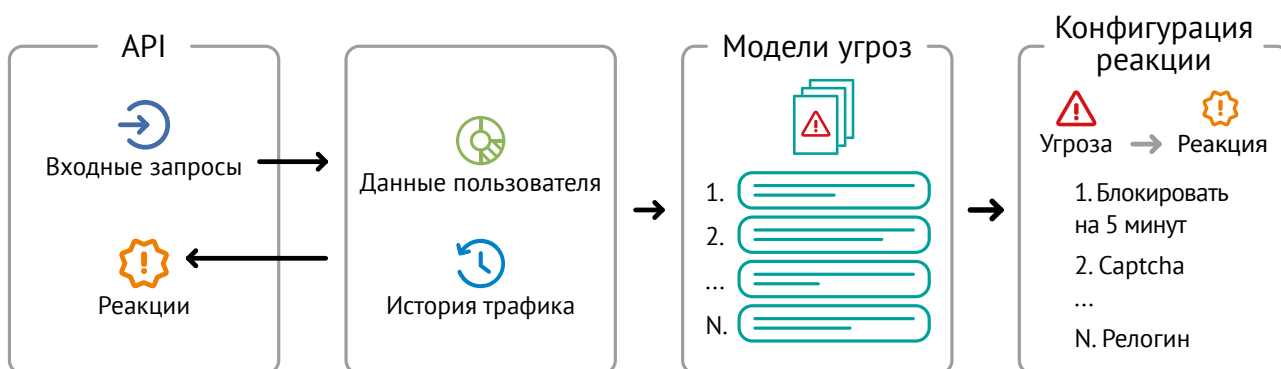 API
Входные запросы
Реакции
Данные пользователя
История трафика
Модели угроз
1.
2.
...
N.
Конфигурация
реакции
Угроза
Реакция
1. Блокировать
на 5 минут
2. Captcha
...
N. Релогин